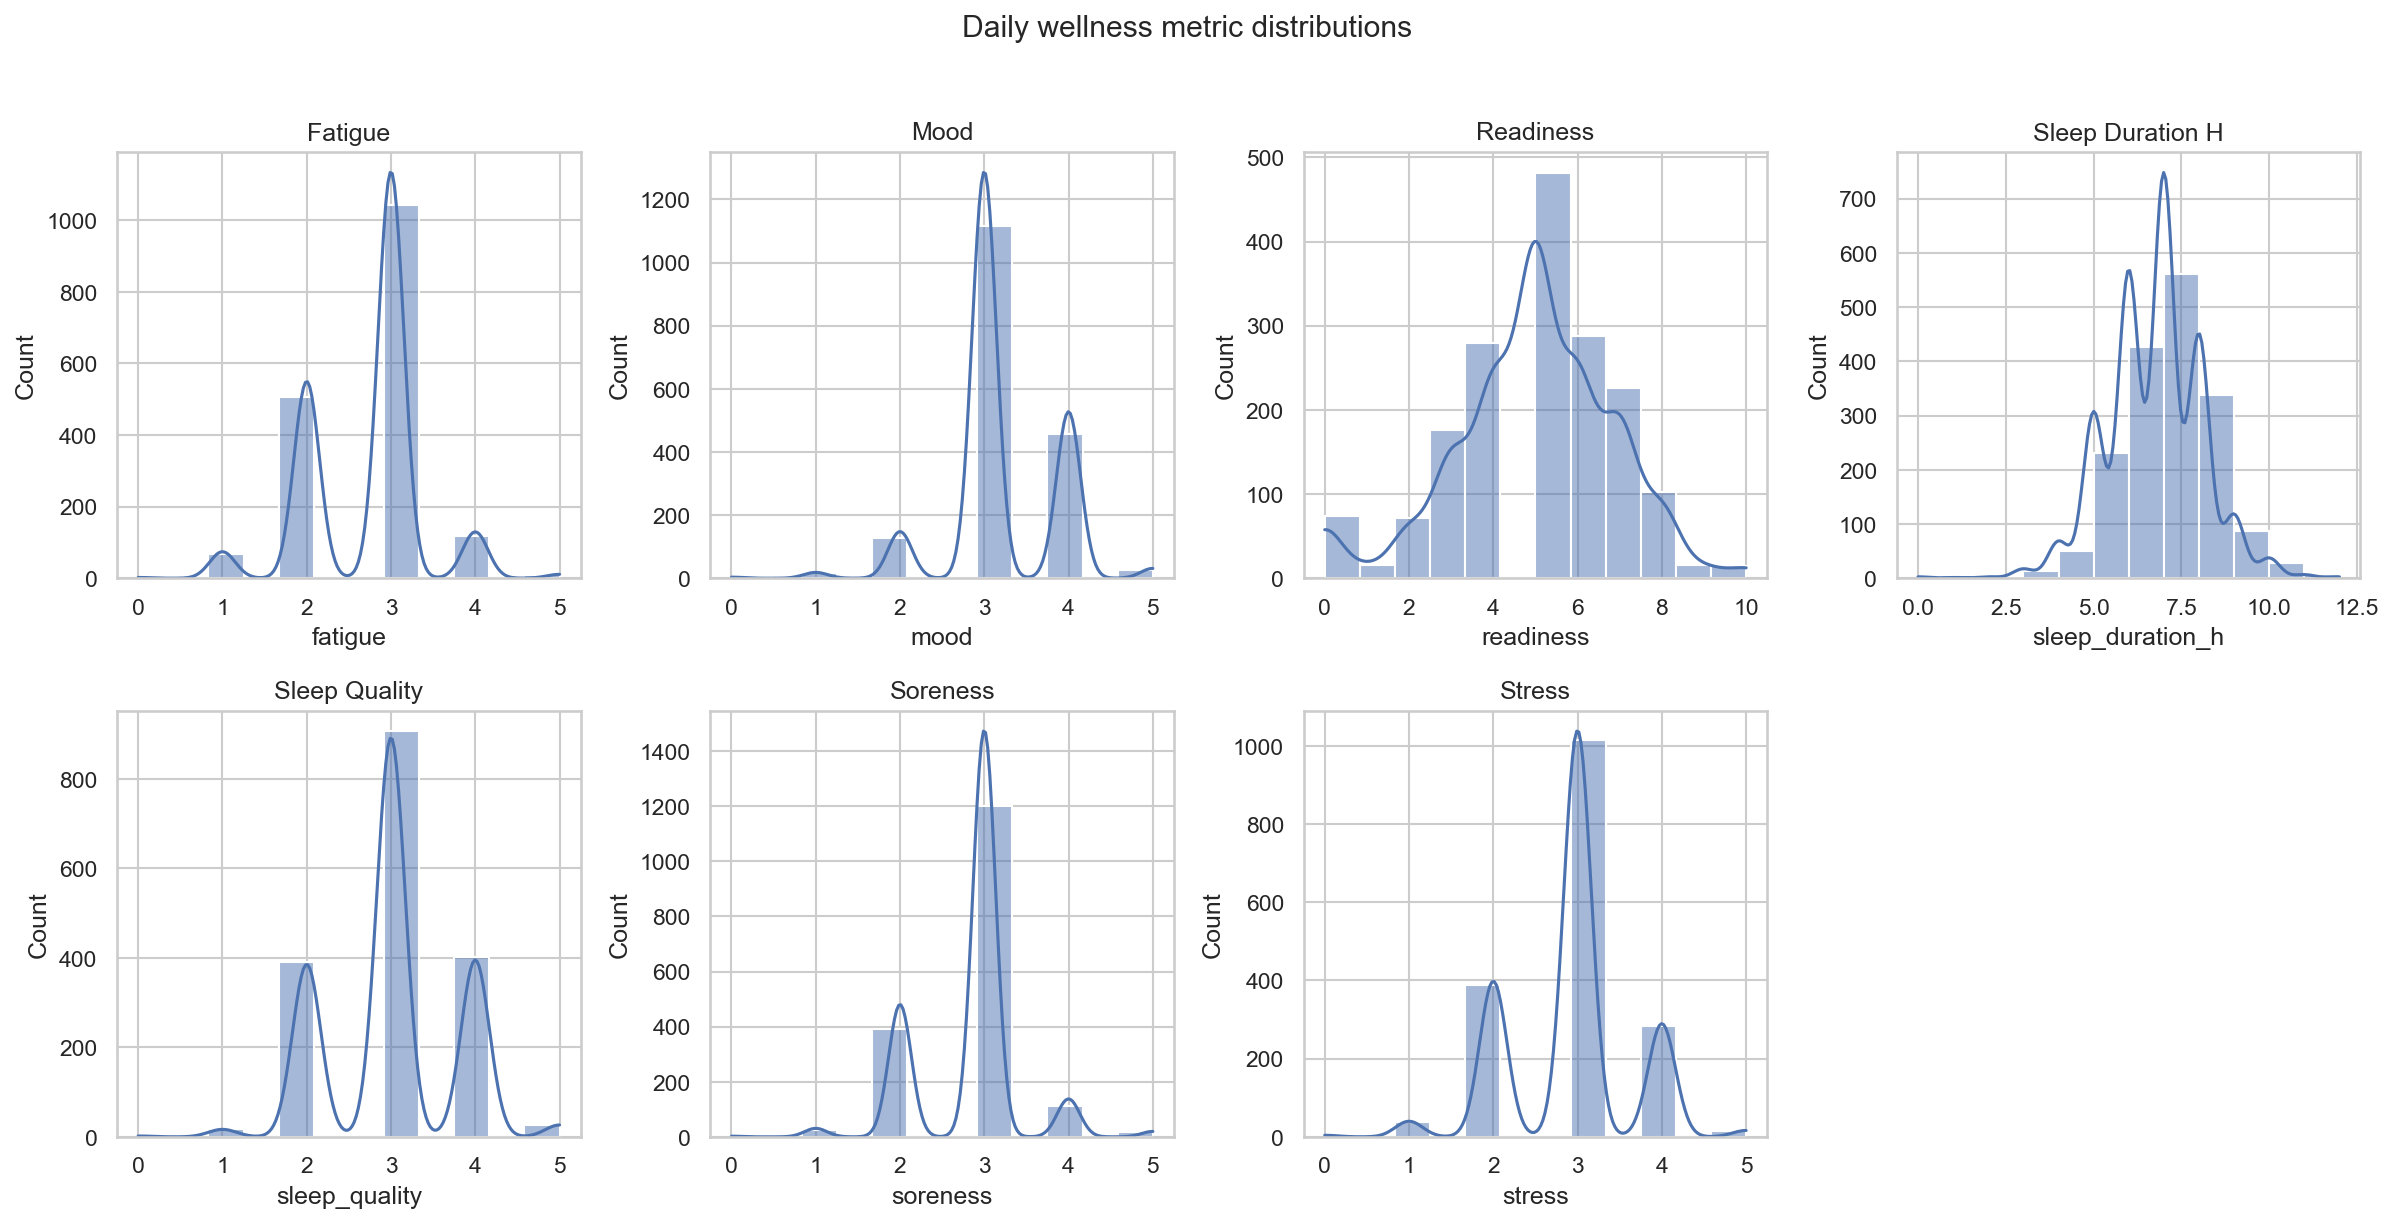 Daily wellness metric distributions
Fatigue
Count
0 200 400 600 800 1000
0 1 2 3 4 5
fatigue
Mood
Count
0 200 400 600 800 1000 1200
0 1 2 3 4 5
mood
Readiness
Count
0 100 200 300 400 500
0 2 4 6 8 10
readiness
Sleep Duration H
Count
0 100 200 300 400 500 600 700
0.0 2.5 5.0 7.5 10.0 12.5
sleep_duration_h
Sleep Quality
Count
0 200 400 600 800
0 1 2 3 4 5
sleep_quality
Soreness
Count
0 200 400 600 800 1000 1200 1400
0 1 2 3 4 5
soreness
Stress
Count
0 200 400 600 800 1000
0 1 2 3 4 5
stress